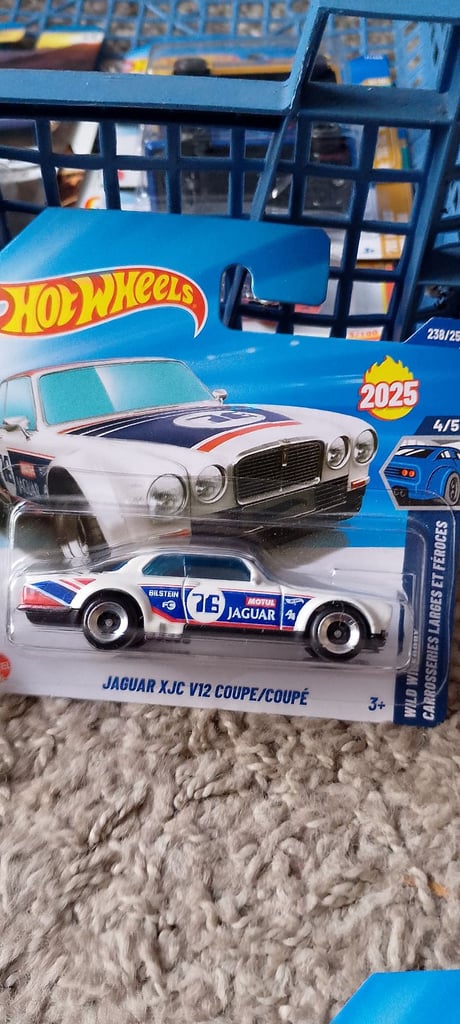 HOT WHEELS
238/25
2025
4/5
76
JAGUAR
BILSTEIN
76
MOTUL
JAGUAR
JAGUAR XJC V12 COUPE/COUPÉ
3+
CARROSSERIES LARGES ET FÉROCES